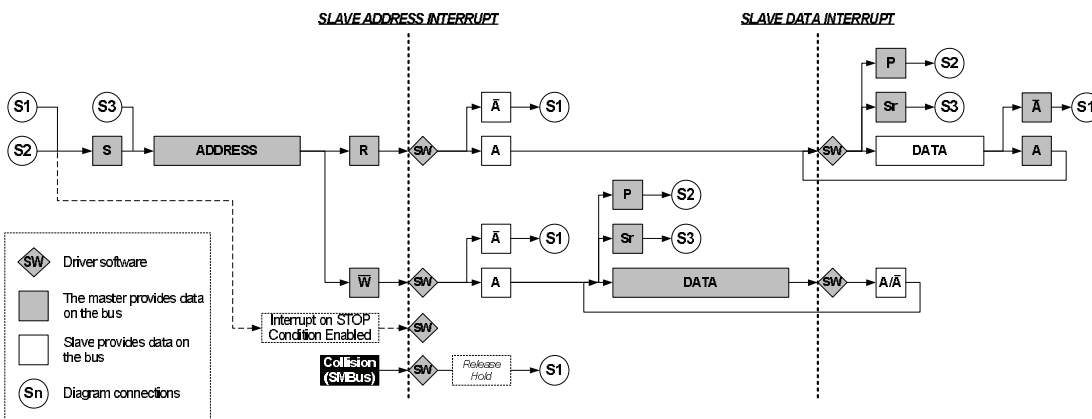 SLAVE ADDRESS INTERRUPT
SLAVE DATA INTERRUPT
P
S2
S1
S3
Ā
S1
Sr
S3
Ā
S1
S2
S
ADDRESS
R
SW
A
SW
DATA
A
P
S2
Ā
S1
Sr
S3
W̅
SW
A
DATA
SW
A/Ā
SW
Driver software
The master provides data
on the bus
Slave provides data on
the bus
Sn
Diagram connections
Interrupt on STOP
Condition Enabled
SW
Collision
(SMBus)
SW
Release
Hold
S1